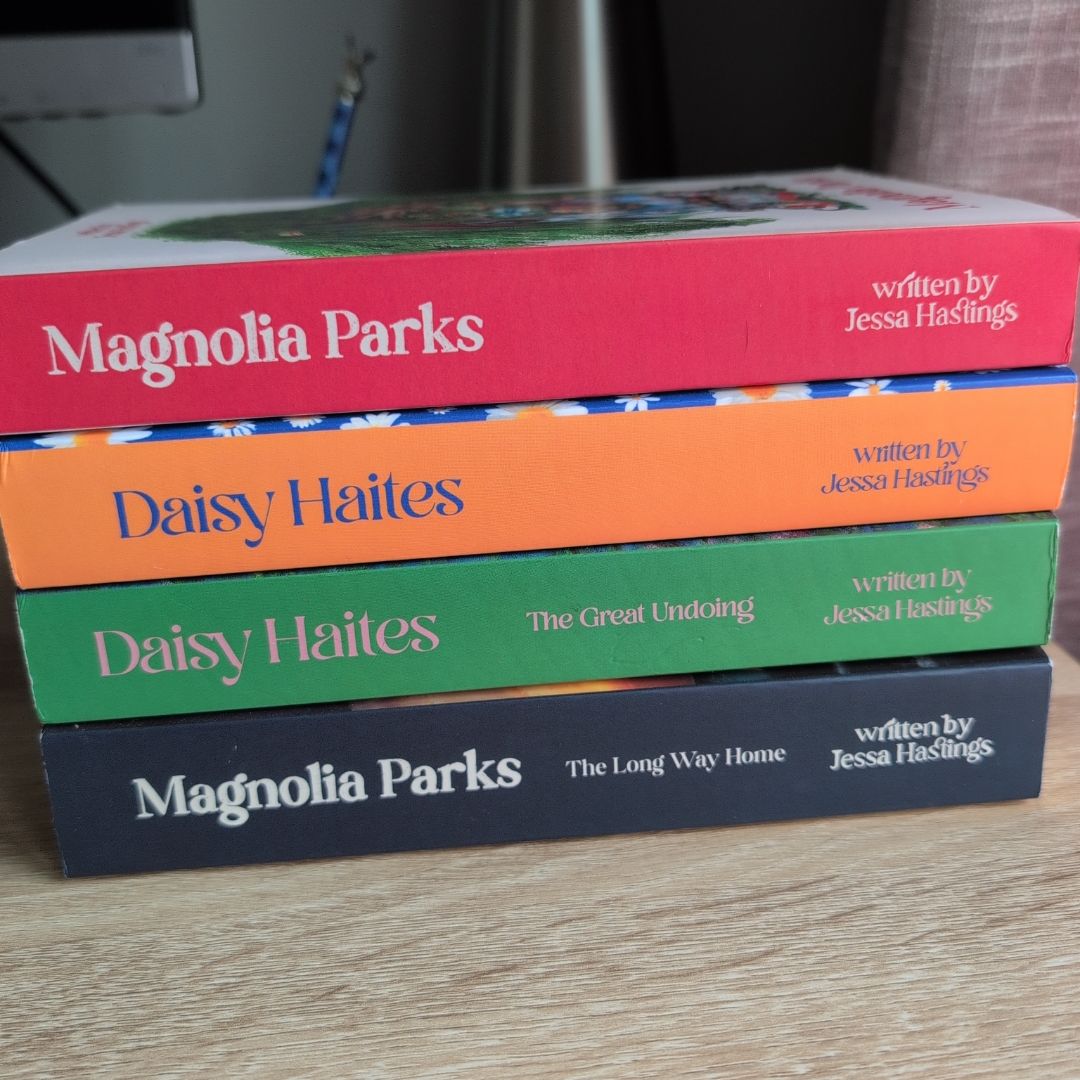 Magnolia Parks
written by
Jessa Hastings
Daisy Haites
written by
Jessa Hastings
Daisy Haites
The Great Undoing
written by
Jessa Hastings
Magnolia Parks
The Long Way Home
written by
Jessa Hastings